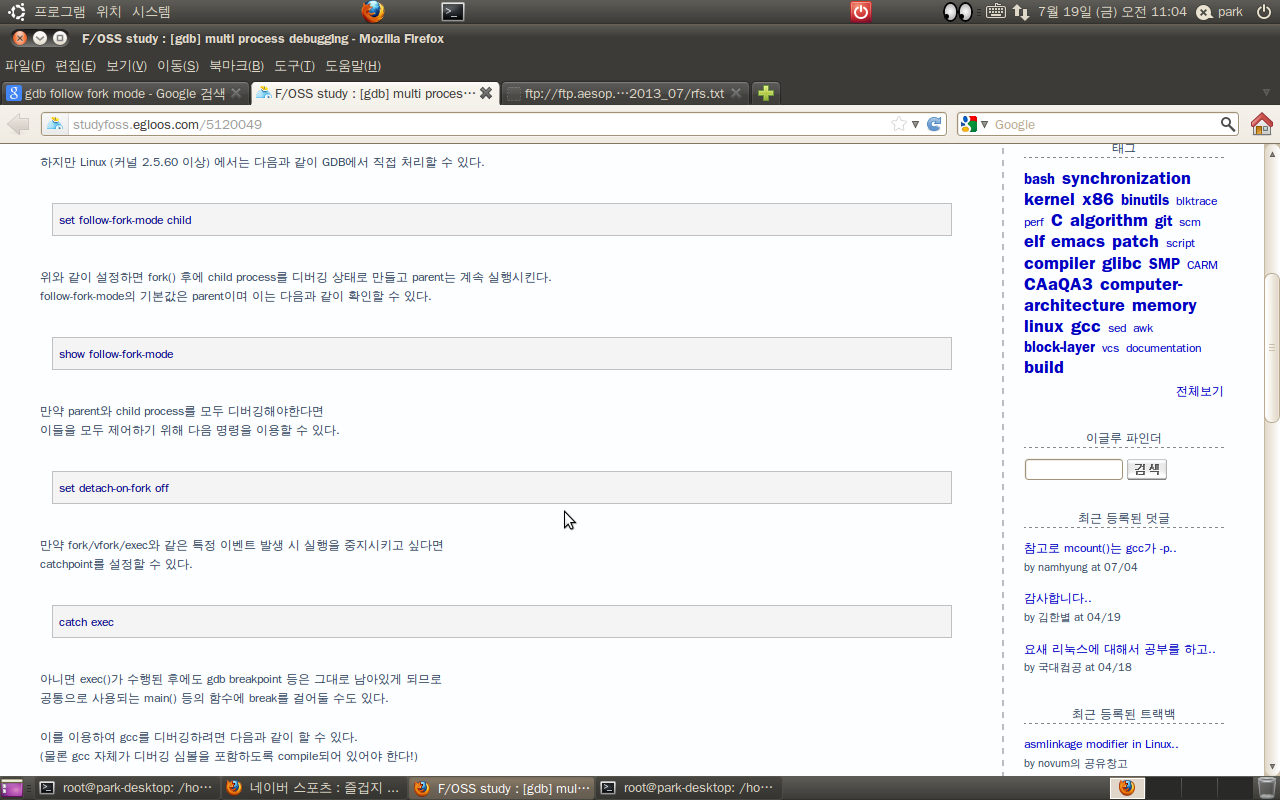 프로그램 위치 시스템
7월 19일 (금) 오전 11:04 park
F/OSS study : [gdb] multi process debugging - Mozilla Firefox
파일(F) 편집(E) 보기(V) 이동(S) 북마크(B) 도구(T) 도움말(H)
gdb follow fork mode - Google 검색
F/OSS study : [gdb] multi proces…
ftp://ftp.aesop.…2013_07/rfs.txt
studyfoss.egloos.com/5120049
Google
하지만 Linux (커널 2.5.60 이상) 에서는 다음과 같이 GDB에서 직접 처리할 수 있다.
set follow-fork-mode child
위와 같이 설정하면 fork() 후에 child process를 디버깅 상태로 만들고 parent는 계속 실행시킨다.
follow-fork-mode의 기본값은 parent이며 이는 다음과 같이 확인할 수 있다.
show follow-fork-mode
만약 parent와 child process를 모두 디버깅해야한다면
이들을 모두 제어하기 위해 다음 명령을 이용할 수 있다.
set detach-on-fork off
만약 fork/vfork/exec와 같은 특정 이벤트 발생 시 실행을 중지시키고 싶다면
catchpoint를 설정할 수 있다.
catch exec
아니면 exec()가 수행된 후에도 gdb breakpoint 등은 그대로 남아있게 되므로
공통으로 사용되는 main() 등의 함수에 break를 걸어둘 수도 있다.
이를 이용하여 gcc를 디버깅하려면 다음과 같이 할 수 있다.
(물론 gcc 자체가 디버깅 심볼을 포함하도록 compile되어 있어야 한다!)
태그
bash synchronization
kernel x86 binutils blktrace
perf C algorithm git scm
elf emacs patch script
compiler glibc SMP CARM
CAaQA3 computer-
architecture memory
linux gcc sed awk
block-layer vcs documentation
build
전체보기
이글루 파인더
검색
최근 등록된 덧글
참고로 mcount()는 gcc가 -p..
by namhyung at 07/04
감사합니다..
by 김한별 at 04/19
요새 리눅스에 대해서 공부를 하고..
by 국대컴공 at 04/18
최근 등록된 트랙백
asmlinkage modifier in Linux..
by novum의 공유창고
root@park-desktop: /ho…
네이버 스포츠 : 즐겁지 ...
F/OSS study : [gdb] mul…
root@park-desktop: /ho…